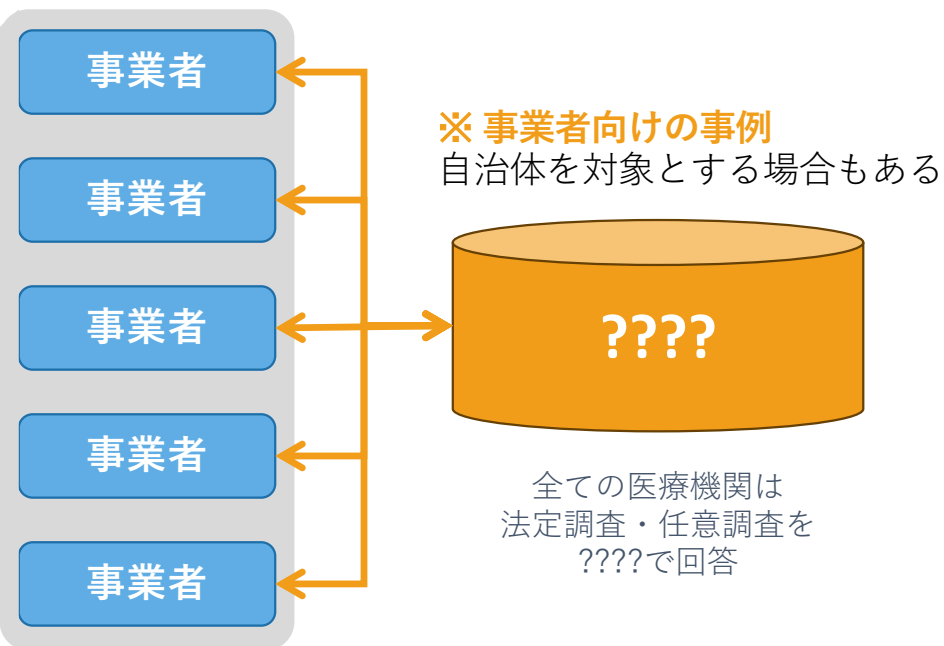 事業者
事業者
事業者
事業者
事業者
※ 事業者向けの事例
自治体を対象とする場合もある
????
全ての医療機関は
法定調査・任意調査を
????で回答